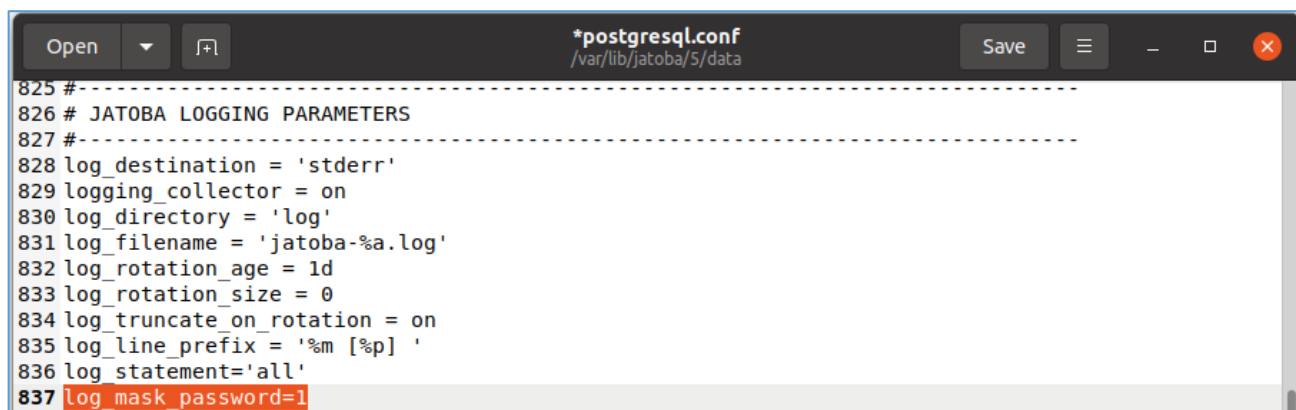 Open
*postgresql.conf
/var/lib/jatoba/5/data
Save
825 #------------------------------------------------------------------------------
826 # JATOBA LOGGING PARAMETERS
827 #------------------------------------------------------------------------------
828 log_destination = 'stderr'
829 logging_collector = on
830 log_directory = 'log'
831 log_filename = 'jatoba-%a.log'
832 log_rotation_age = 1d
833 log_rotation_size = 0
834 log_truncate_on_rotation = on
835 log_line_prefix = '%m [%p] '
836 log_statement='all'
837 log_mask_password=1